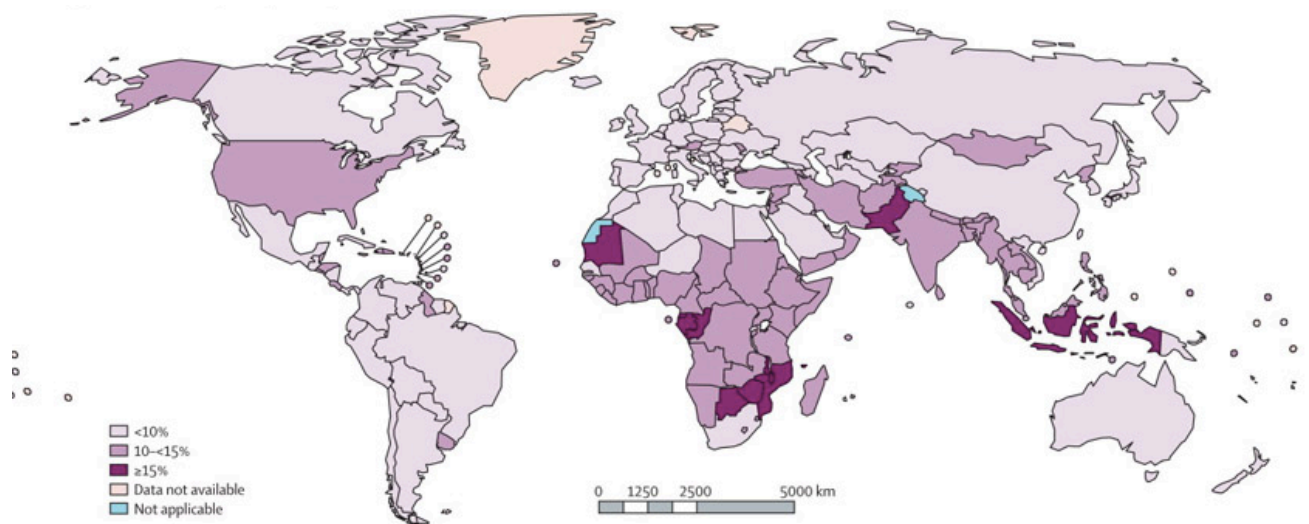 <10%
10–<15%
≥15%
Data not available
Not applicable
0 1250 2500 5000 km